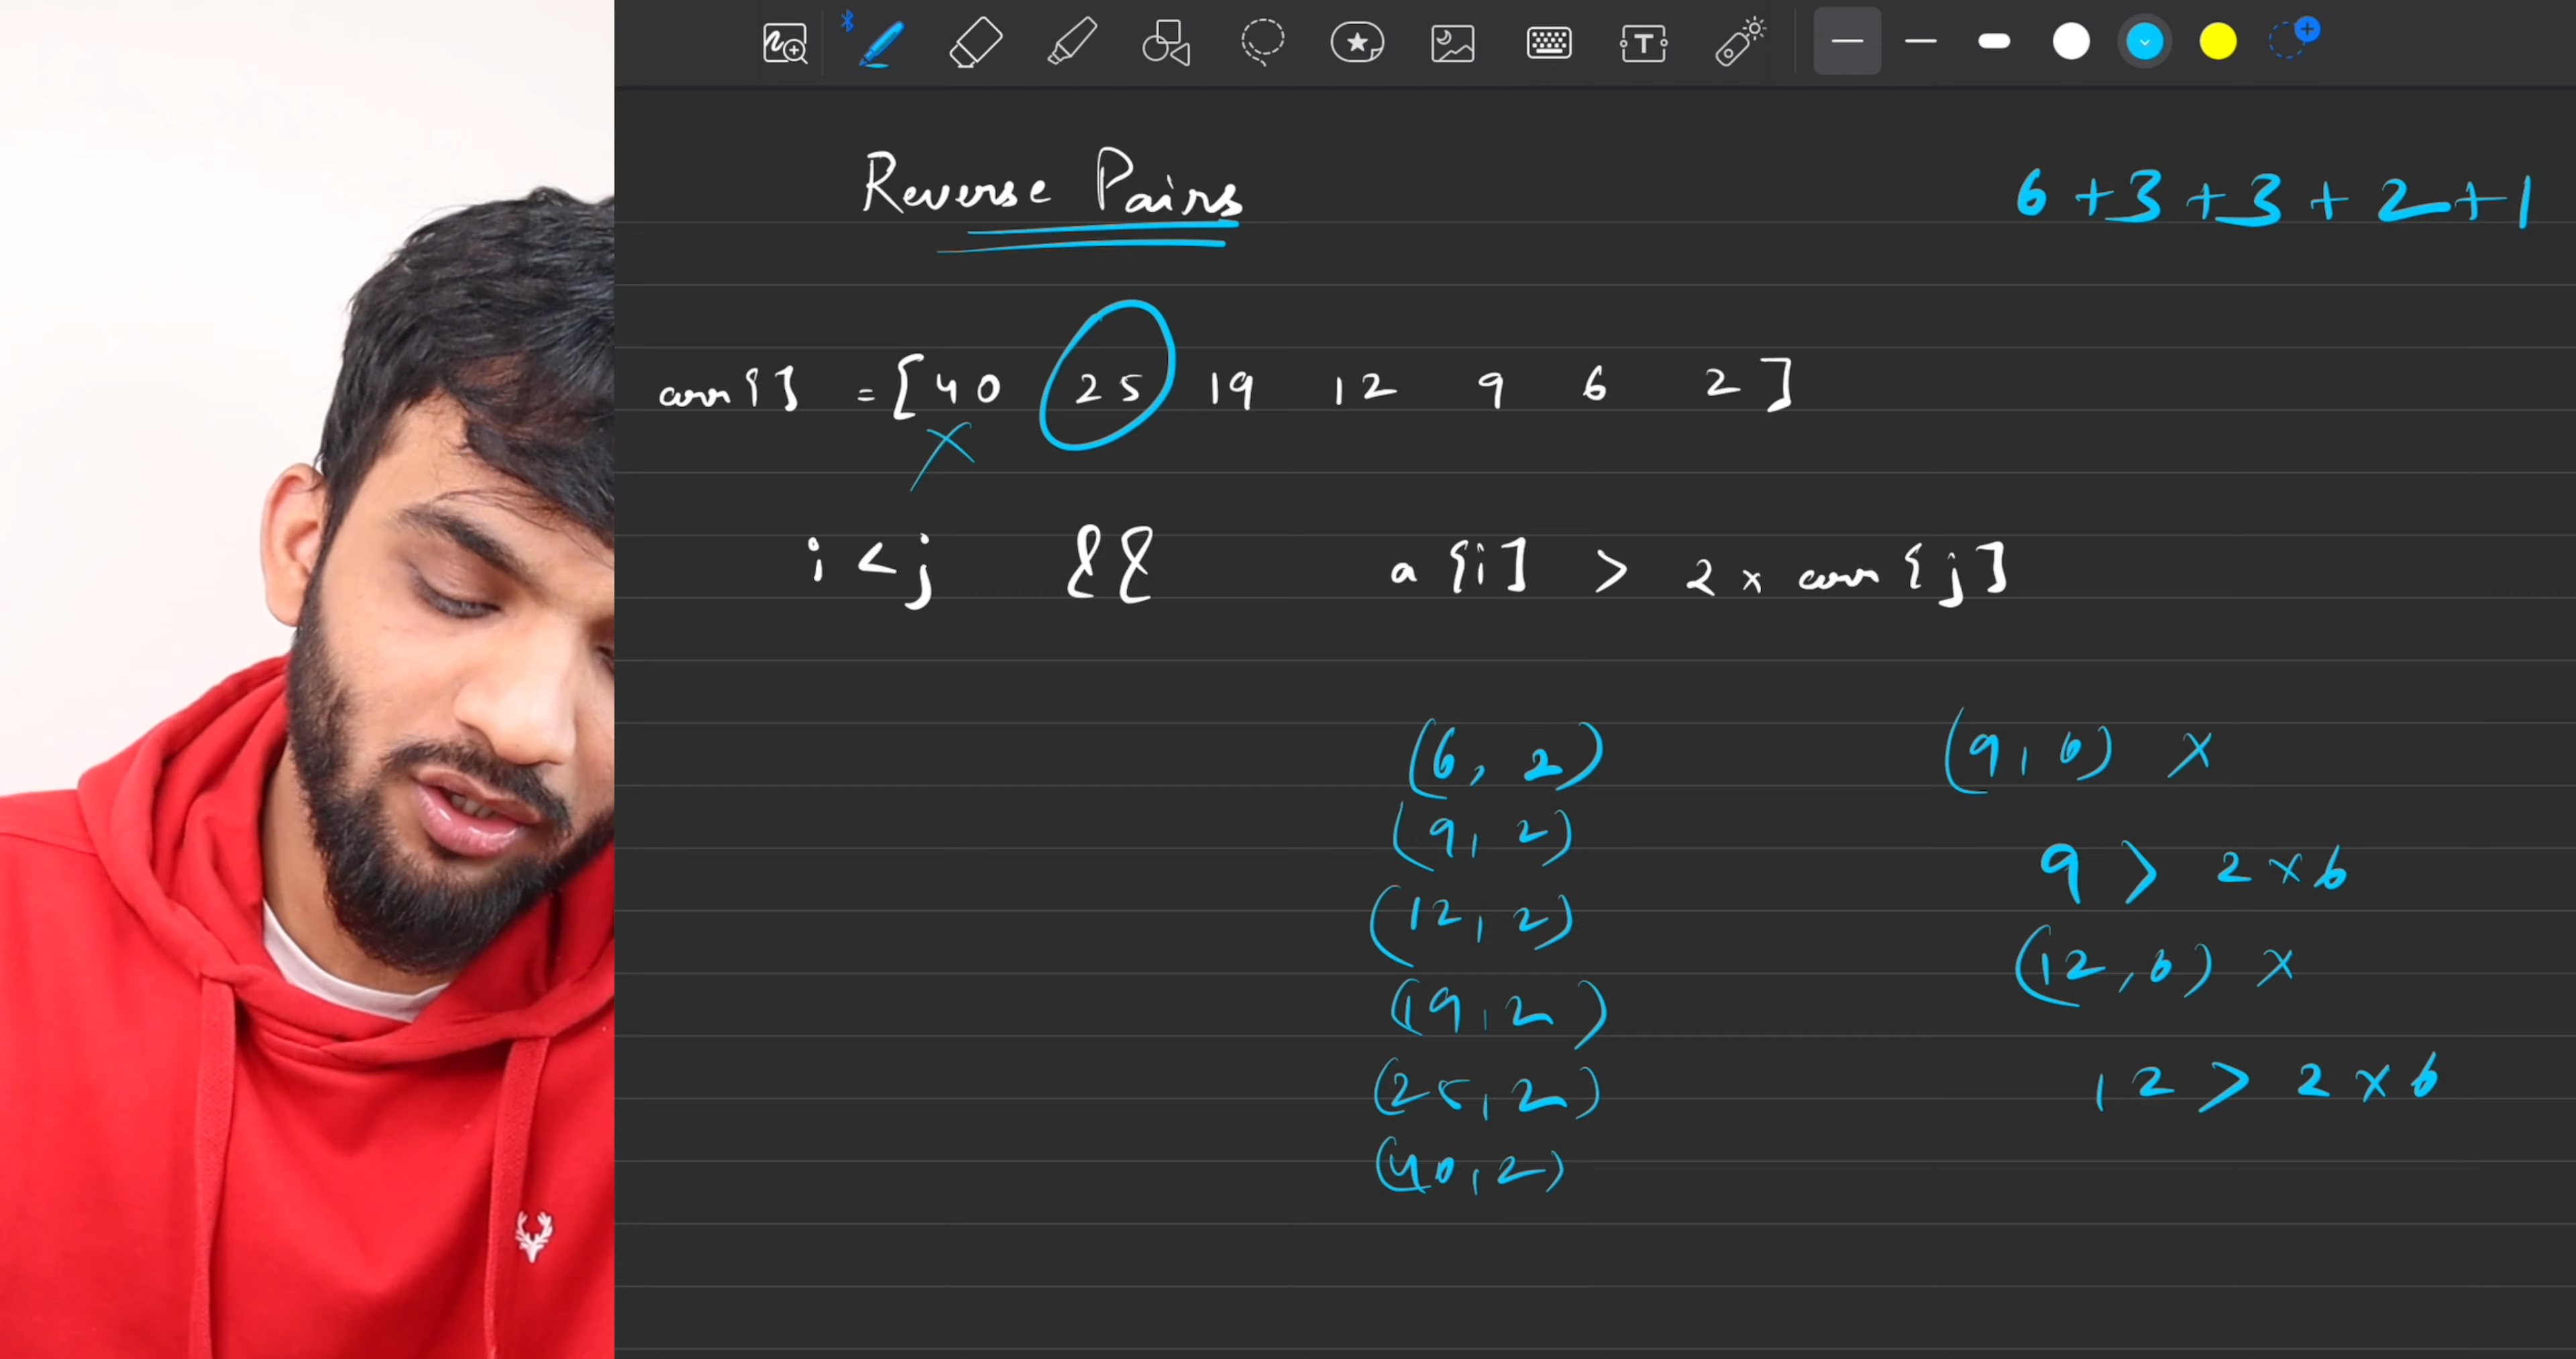 Reverse Pairs
6 + 3 + 3 + 2 + 1
arr[] = [40 25 19 12 9 6 2]
X
i < j && a[i] > 2 x arr[j]
(6, 2)
(9, 6) x
(9, 2)
9 > 2 x 6
(12, 2)
(12, 6) x
(19, 2)
(25, 2)
12 > 2 x 6
(40, 2)